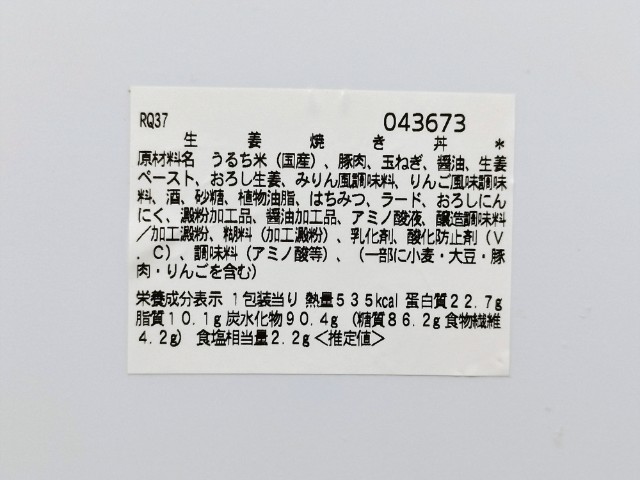 RQ37 043673
生姜焼き丼 *
原材料名 うるち米(国産)、豚肉、玉ねぎ、醤油、生姜
ペースト、おろし生姜、みりん風調味料、りんご風味調味
料、酒、砂糖、植物油脂、はちみつ、ラード、おろしにん
にく、澱粉加工品、醤油加工品、アミノ酸液、醸造調味料
/加工澱粉、糊料(加工澱粉)、乳化剤、酸化防止剤(V
.C)、調味料(アミノ酸等)、(一部に小麦・大豆・豚
肉・りんごを含む)
栄養成分表示 1包装当り 熱量535kcal 蛋白質22.7g
脂質10.1g 炭水化物90.4g (糖質86.2g 食物繊維
4.2g) 食塩相当量2.2g<推定値>